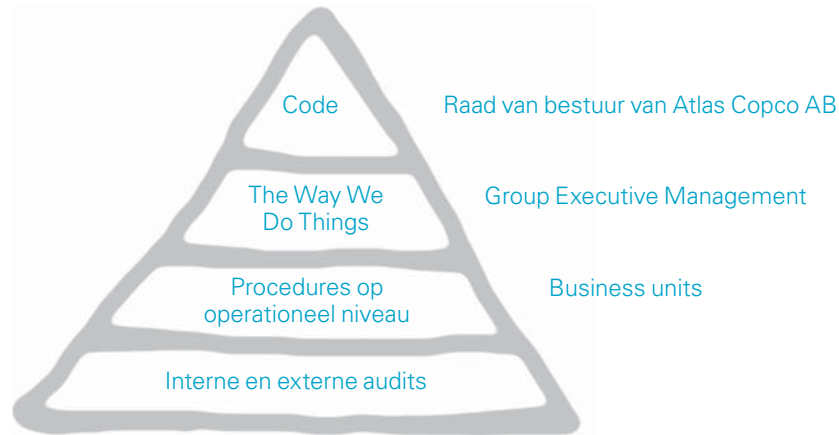 Code
Raad van bestuur van Atlas Copco AB
The Way We
Do Things
Group Executive Management
Procedures op
operationeel niveau
Business units
Interne en externe audits